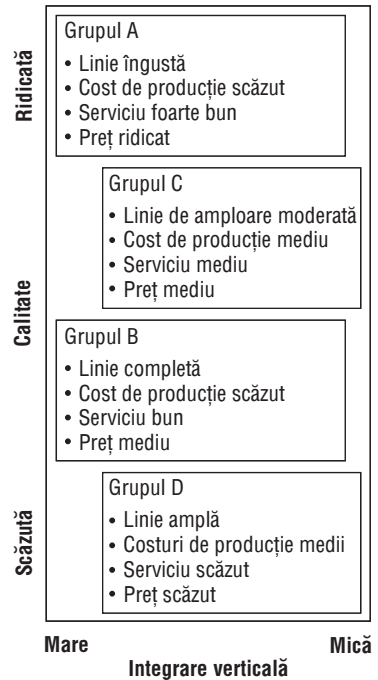 Ridicată
Calitate
Scăzută
Grupul A
• Linie îngustă
• Cost de producție scăzut
• Serviciu foarte bun
• Preț ridicat
Grupul C
• Linie de amploare moderată
• Cost de producție mediu
• Serviciu mediu
• Preț mediu
Grupul B
• Linie completă
• Cost de producție scăzut
• Serviciu bun
• Preț mediu
Grupul D
• Linie amplă
• Costuri de producție medii
• Serviciu scăzut
• Preț scăzut
Mare Mică
Integrare verticală